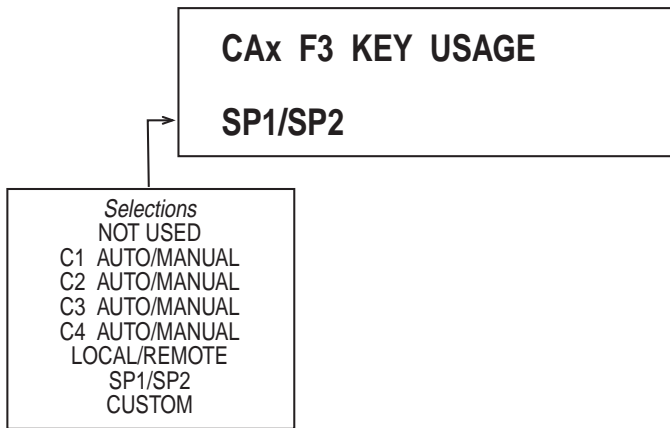 CAx F3 KEY USAGE
SP1/SP2
Selections
NOT USED
C1 AUTO/MANUAL
C2 AUTO/MANUAL
C3 AUTO/MANUAL
C4 AUTO/MANUAL
LOCAL/REMOTE
SP1/SP2
CUSTOM